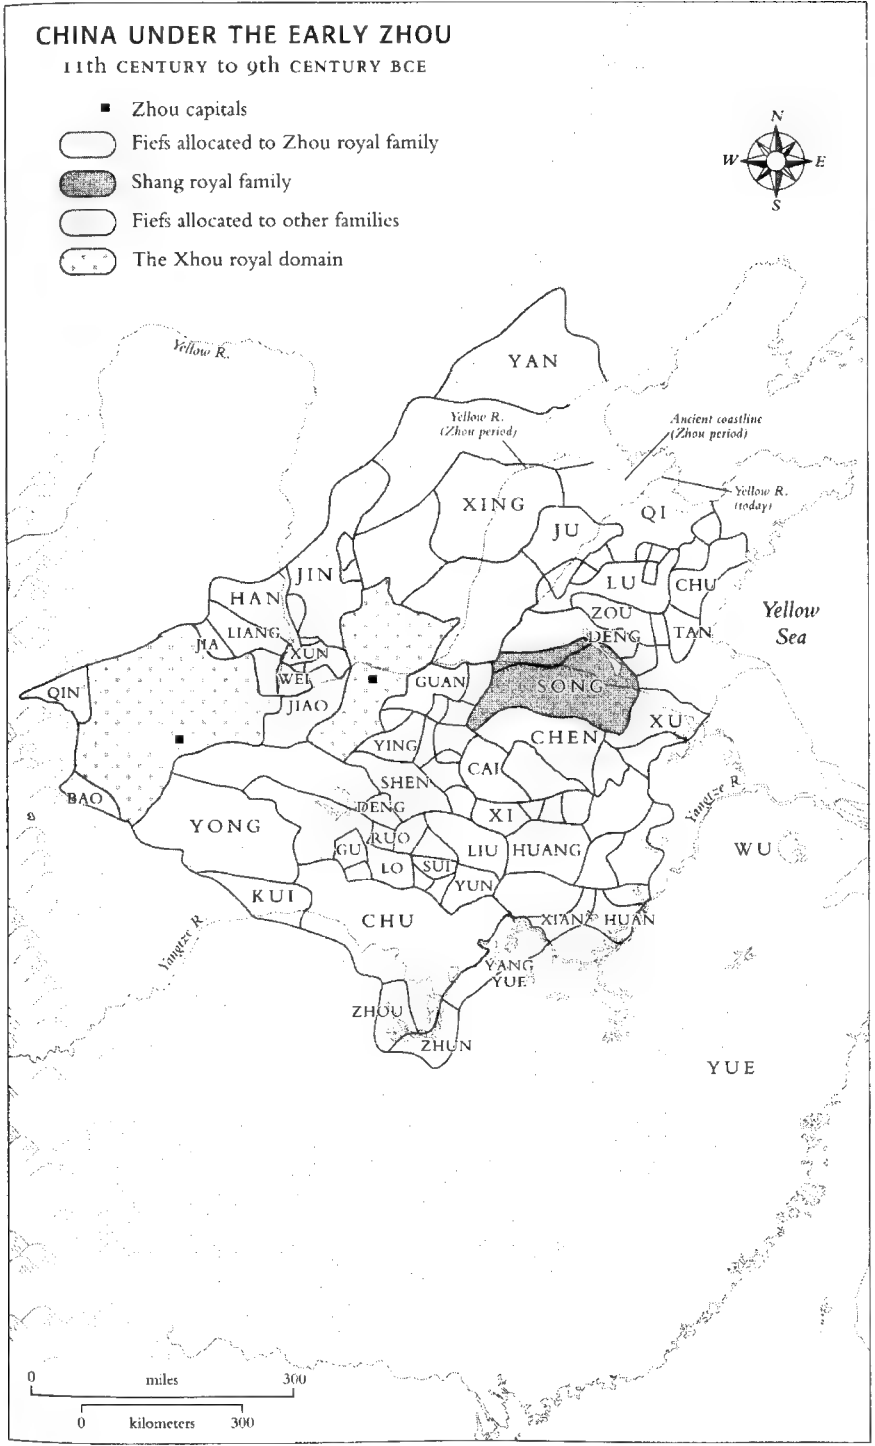 CHINA UNDER THE EARLY ZHOU
11th CENTURY to 9th CENTURY BCE
Zhou capitals
Fiefs allocated to Zhou royal family
Shang royal family
Fiefs allocated to other families
The Xhou royal domain
N
W E
S
Yellow R.
YAN
Yellow R.
(Zhou period)
Ancient coastline
(Zhou period)
XING
Yellow R.
(today)
QI
JU
JIN
LU
CHU
HAN
ZOU
Yellow
Sea
LIANG
DENG
TAN
JIA
XUN
WEI
GUAN
SONG
QIN
JIAO
XU
CHEN
YING
CAI
SHEN
BAO
DENG
Yangtze R
XI
YONG
RUO
GU
LIU
HUANG
WU
LO
SUI
YUN
KUI
CHU
XIAN
HUAN
Yangtze R
YANG
YUE
ZHOU
ZHUN
YUE
0 miles 300
0 kilometers 300